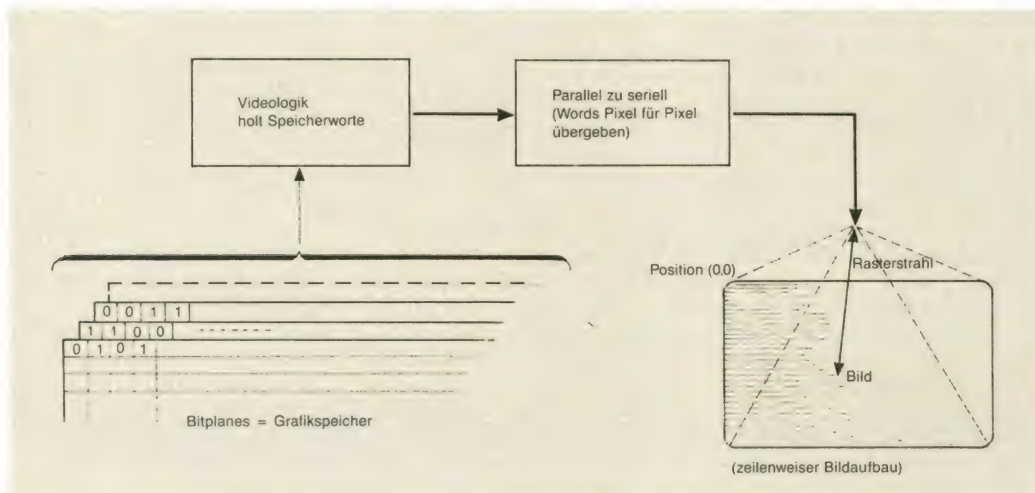 Videologik
holt Speicherworte
Parallel zu seriell
(Words Pixel für Pixel
übergeben)
Position (0.0)
Rasterstrahl
0 0 1 1
1 1 0 0
0 1 0 1
Bild
Bitplanes = Grafikspeicher
(zeilenweiser Bildaufbau)